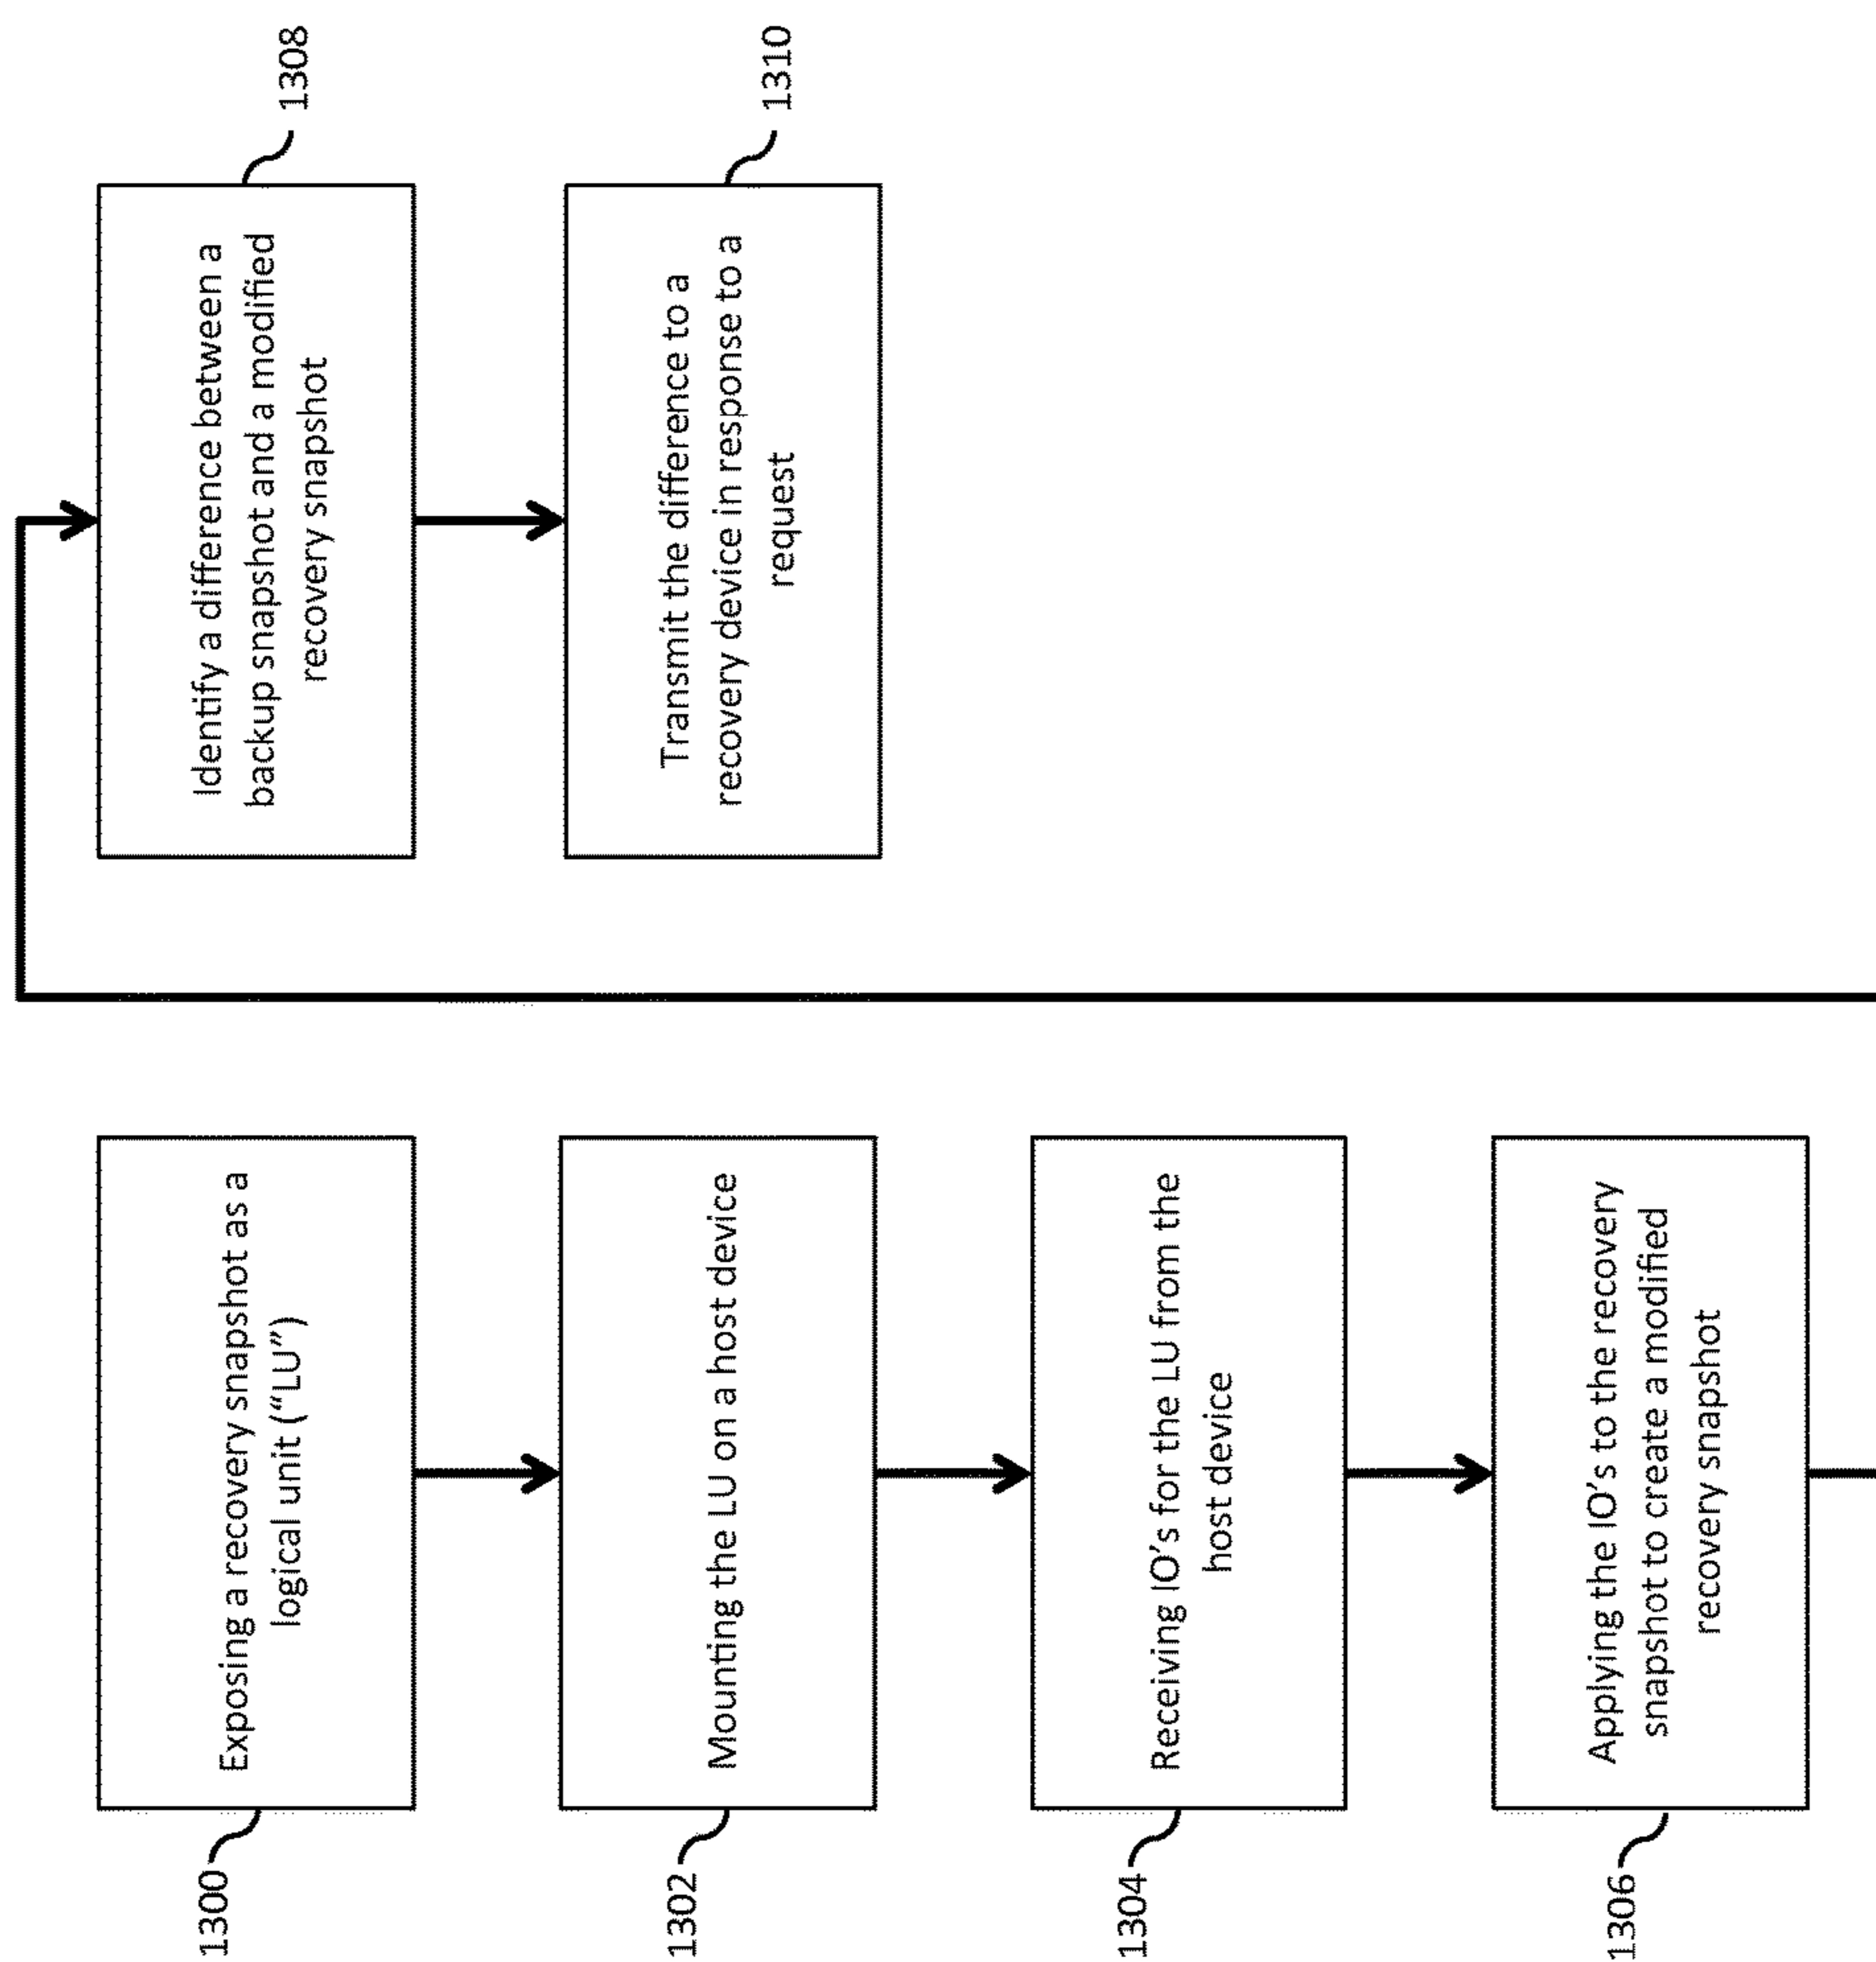 1300
Exposing a recovery snapshot as a
logical unit (“LU”)
1302
Mounting the LU on a host device
1304
Receiving IO’s for the LU from the
host device
1306
Applying the IO’s to the recovery
snapshot to create a modified
recovery snapshot
Identify a difference between a
backup snapshot and a modified
recovery snapshot
1308
Transmit the difference to a
recovery device in response to a
request
1310